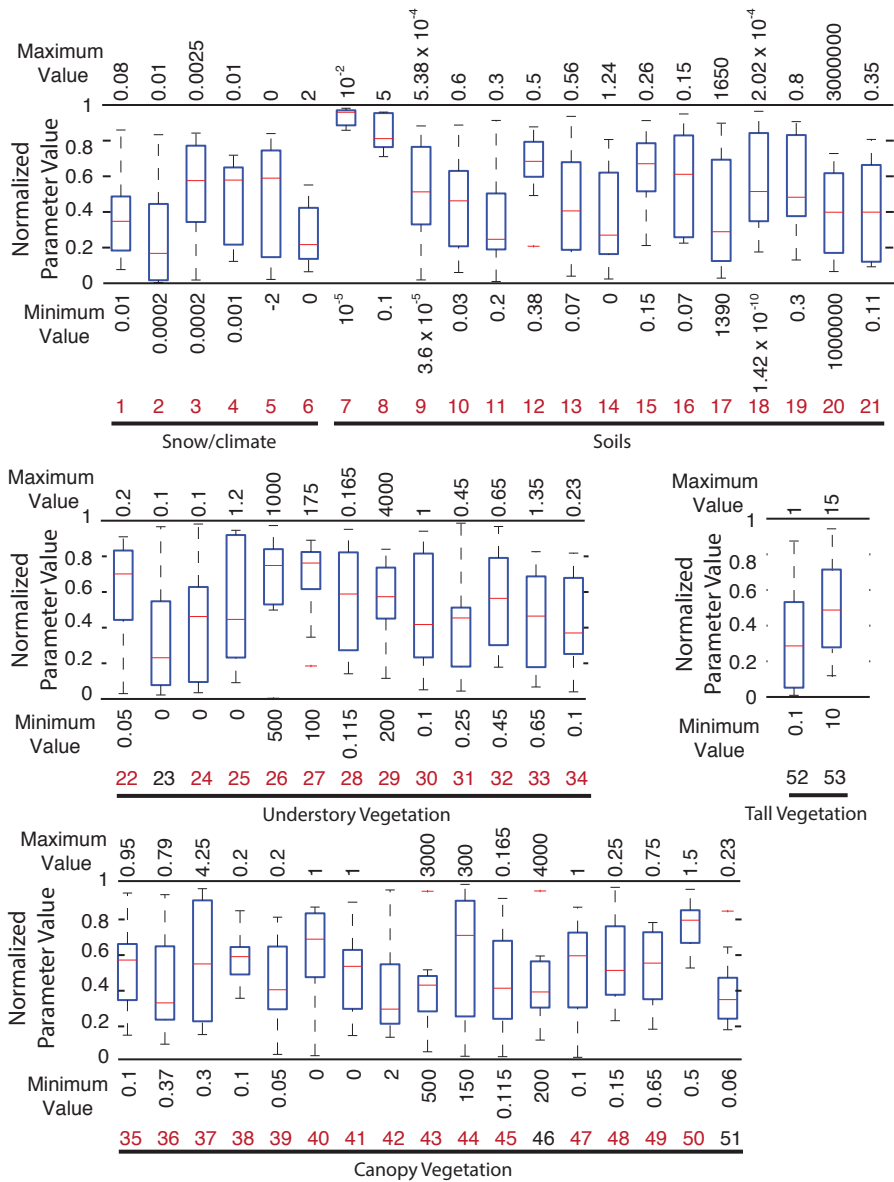 Maximum Value 0.08 0.01 0.0025 0.01 0 2 10⁻² 5 5.38 x 10⁻⁴ 0.6 0.3 0.5 0.56 1.24 0.26 0.15 1650 2.02 x 10⁻⁴ 0.8 3000000 0.35
Normalized Parameter Value
1
0.8
0.6
0.4
0.2
0
Minimum Value 0.01 0.0002 0.0002 0.001 -2 0 10⁻⁵ 0.1 3.6 x 10⁻⁵ 0.03 0.2 0.38 0.07 0 0.15 0.07 1390 1.42 x 10⁻¹⁰ 0.3 1000000 0.11
1 2 3 4 5 6 7 8 9 10 11 12 13 14 15 16 17 18 19 20 21
Snow/climate Soils
Maximum Value 0.2 0.1 0.1 1.2 1000 175 0.165 4000 1 0.45 0.65 1.35 0.23
Normalized Parameter Value
1
0.8
0.6
0.4
0.2
0
Minimum Value 0.05 0 0 0 500 100 0.115 200 0.1 0.25 0.45 0.65 0.1
22 23 24 25 26 27 28 29 30 31 32 33 34
Understory Vegetation
Maximum Value 1 15
Normalized Parameter Value
1
0.8
0.6
0.4
0.2
0
Minimum Value 0.1 10
52 53
Tall Vegetation
Maximum Value 0.95 0.79 4.25 0.2 0.2 1 1 3000 300 0.165 4000 1 0.25 0.75 1.5 0.23
Normalized Parameter Value
1
0.8
0.6
0.4
0.2
0
Minimum Value 0.1 0.37 0.3 0.1 0.05 0 0 2 500 150 0.115 200 0.1 0.15 0.65 0.5 0.06
35 36 37 38 39 40 41 42 43 44 45 46 47 48 49 50 51
Canopy Vegetation